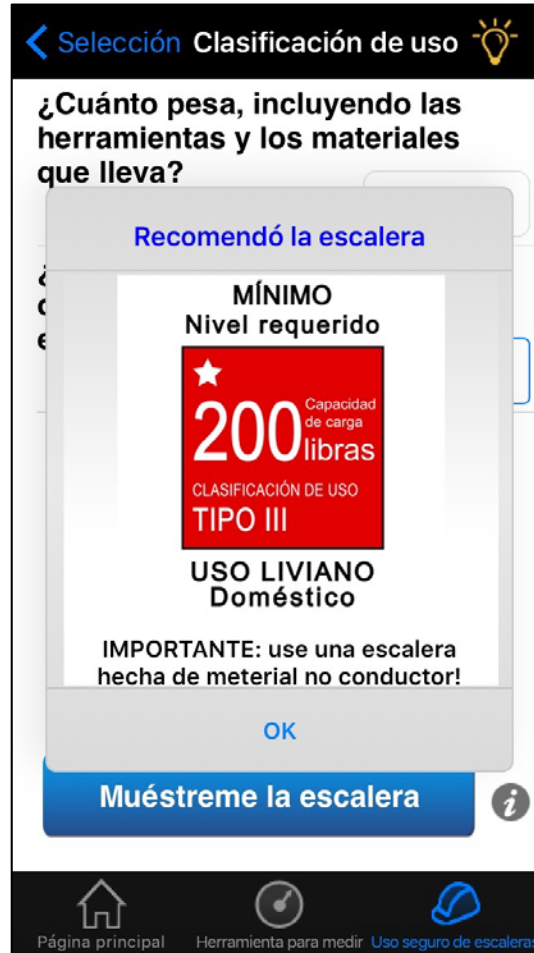 Selección Clasificación de uso
¿Cuánto pesa, incluyendo las
herramientas y los materiales
que lleva?
Recomendó la escalera
MÍNIMO
Nivel requerido
200 Capacidad
de carga
libras
CLASIFICACIÓN DE USO
TIPO III
USO LIVIANO
Doméstico
IMPORTANTE: use una escalera
hecha de meterial no conductor!
OK
Muéstreme la escalera
Página principal Herramienta para medir Uso seguro de escaleras